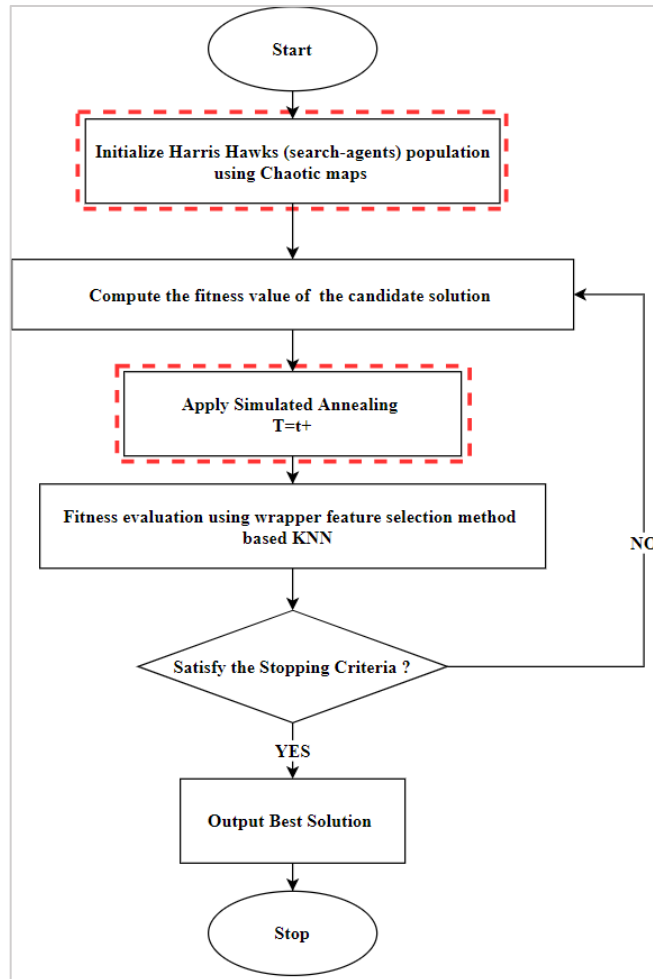 Start
Initialize Harris Hawks (search-agents) population
using Chaotic maps
Compute the fitness value of the candidate solution
Apply Simulated Annealing
T=t+
Fitness evaluation using wrapper feature selection method
based KNN
NO
Satisfy the Stopping Criteria ?
YES
Output Best Solution
Stop